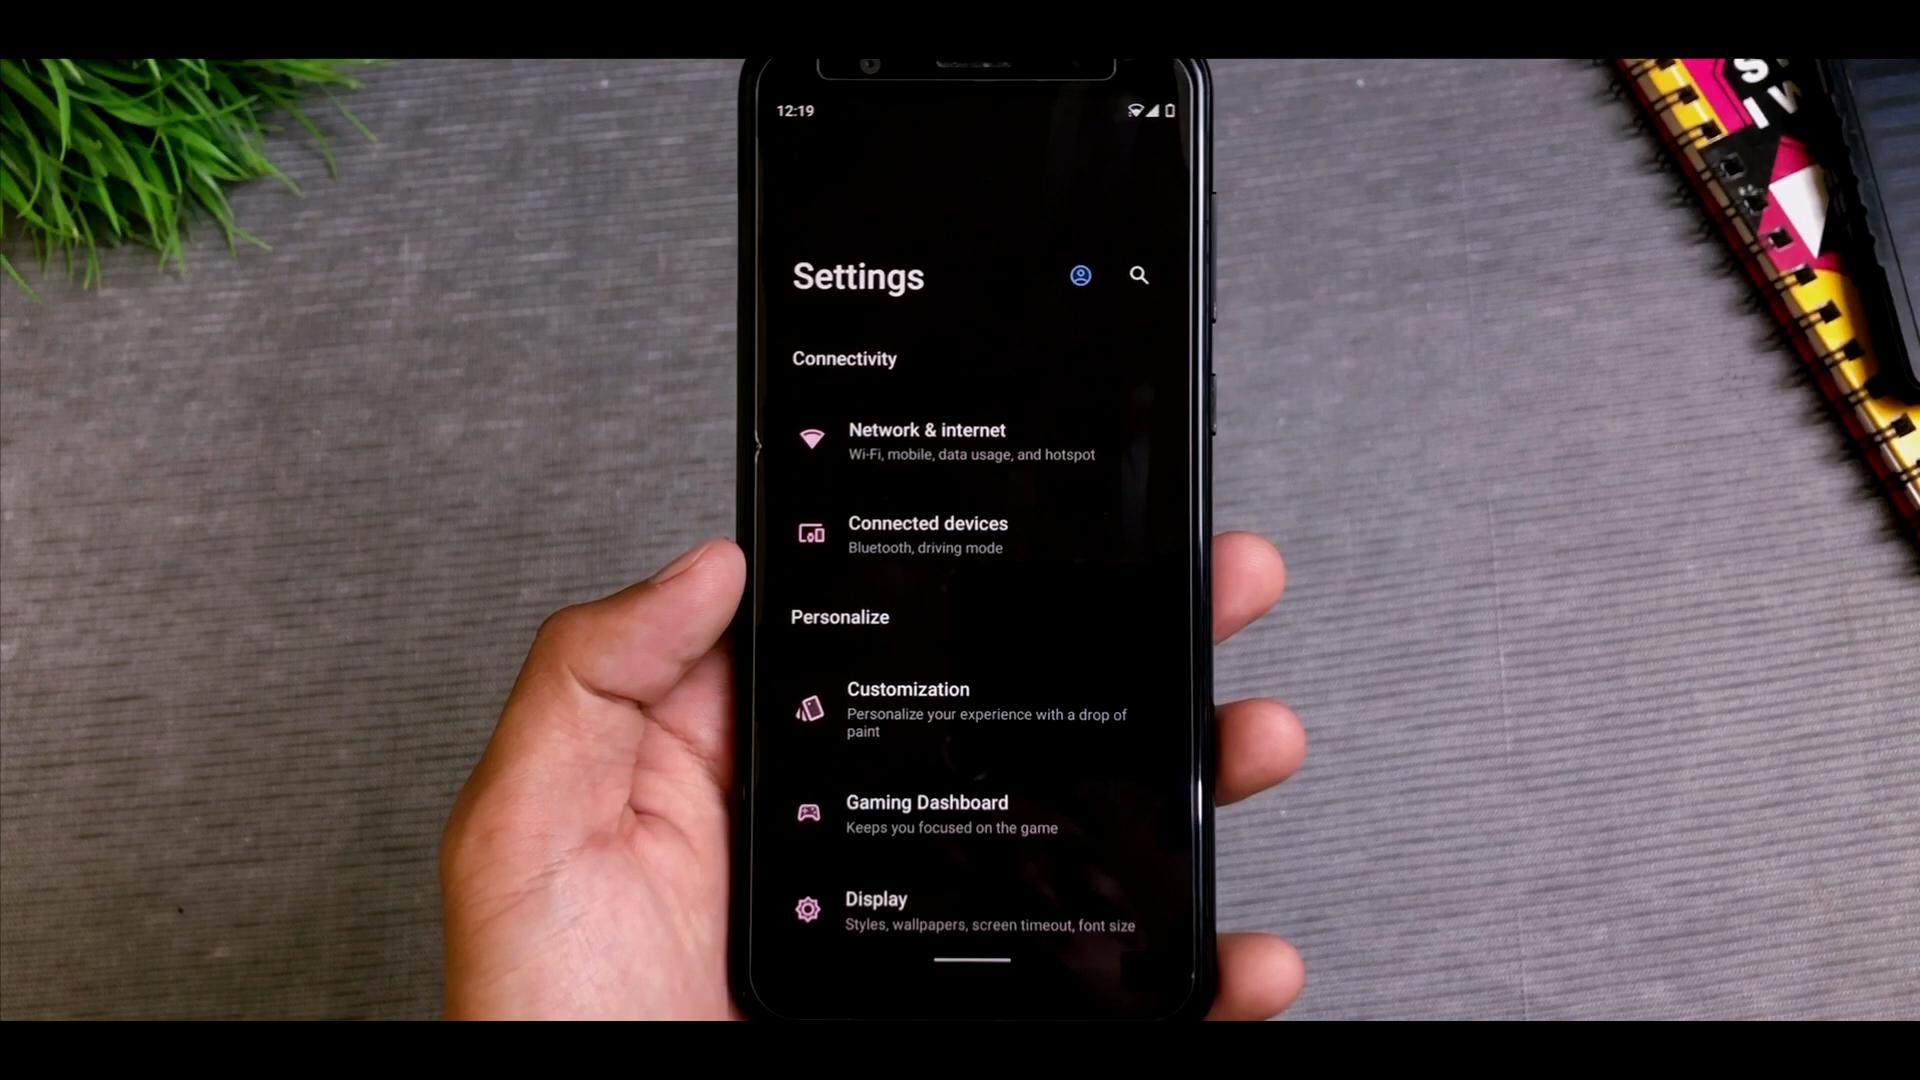 12:19
Settings
Connectivity
Network & internet
Wi-Fi, mobile, data usage, and hotspot
Connected devices
Bluetooth, driving mode
Personalize
Customization
Personalize your experience with a drop of
paint
Gaming Dashboard
Keeps you focused on the game
Display
Styles, wallpapers, screen timeout, font size